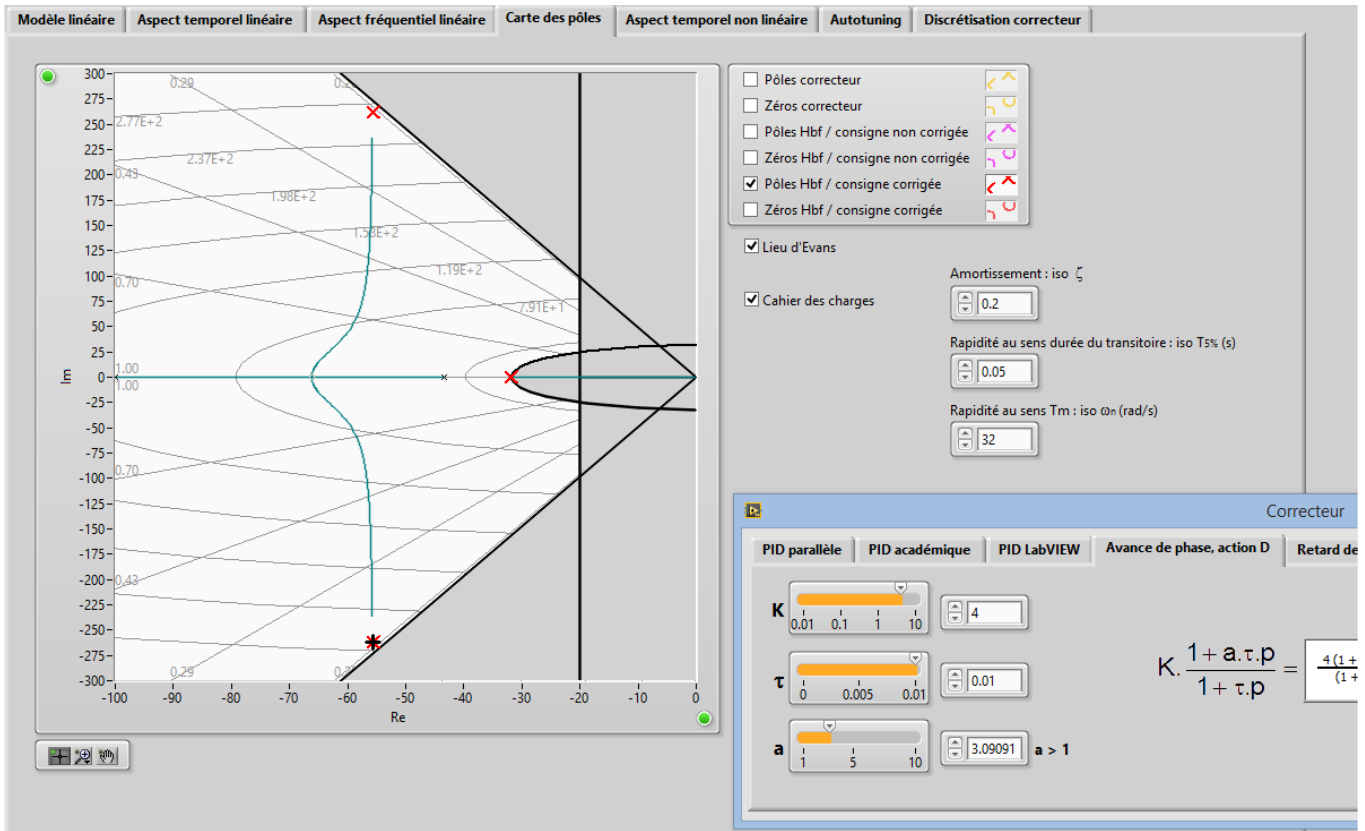 Modèle linéaire Aspect temporel linéaire Aspect fréquentiel linéaire Carte des pôles Aspect temporel non linéaire Autotuning Discrétisation correcteur
300
275
250
225
200
175
150
125
100
75
50
25
0
-25
-50
-75
-100
-125
-150
-175
-200
-225
-250
-275
-300
Im
0.29
2.77E+2
2.37E+2
0.43
1.98E+2
1.58E+2
1.19E+2
0.70
7.91E+1
1.00
1.00
0.70
0.43
0.29
-100 -90 -80 -70 -60 -50 -40 -30 -20 -10 0
Re
Pôles correcteur
Zéros correcteur
Pôles Hbf / consigne non corrigée
Zéros Hbf / consigne non corrigée
Pôles Hbf / consigne corrigée
Zéros Hbf / consigne corrigée
Lieu d'Evans
Cahier des charges
Amortissement : iso ζ
0.2
Rapidité au sens durée du transitoire : iso T5% (s)
0.05
Rapidité au sens Tm : iso ωn (rad/s)
32
Correcteur
PID parallèle PID académique PID LabVIEW Avance de phase, action D Retard de
K
0.01 0.1 1 10
4
τ
0 0.005 0.01
0.01
a
1 5 10
3.09091 a > 1
K. 1 + a.τ.p
1 + τ.p
=
4 (1 +
(1 +